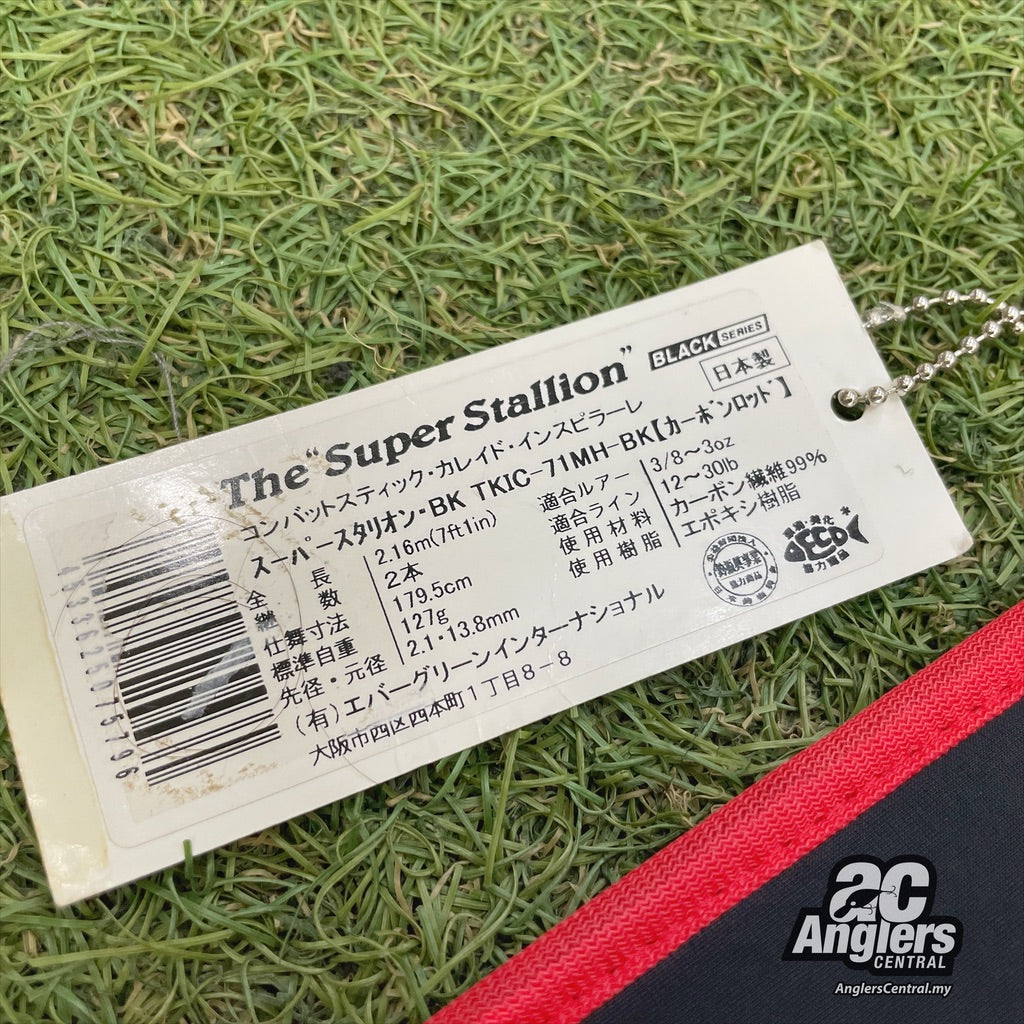 The "Super Stallion" BLACK SERIES
日本製
コンバットスティック・カレイド・インスピラーレ
スーパースタリオン・BK TKIC-71MH-BK【カーボンロッド】
全長 2.16m(7ft1in)
継数 2本
仕舞寸法 179.5cm
標準自重 127g
先径・元径 2.1・13.8mm
適合ルアー 3/8～3oz
適合ライン 12～30lb
使用材料 カーボン繊維99%
使用樹脂 エポキシ樹脂
(有)エバーグリーンインターナショナル
大阪市西区西本町1丁目8-8
ECO
協力商品
ac
Anglers
CENTRAL
AnglersCentral.my